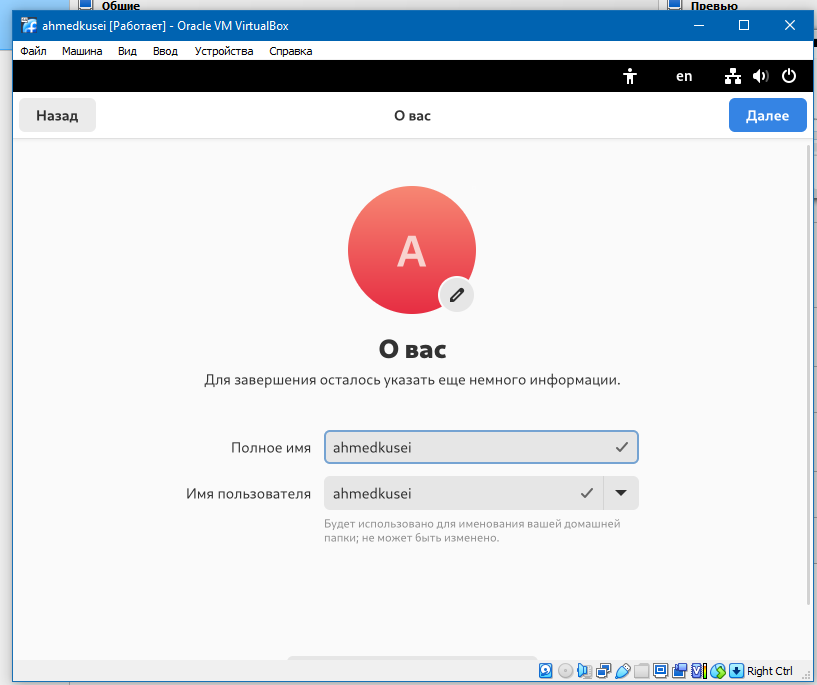 Общие
Превью
ahmedkusei [Работает] - Oracle VM VirtualBox
Файл Машина Вид Ввод Устройства Справка
en
Назад
О вас
Далее
A
О вас
Для завершения осталось указать еще немного информации.
Полное имя ahmedkusei
Имя пользователя ahmedkusei
Будет использовано для именования вашей домашней
папки; не может быть изменено.
Right Ctrl